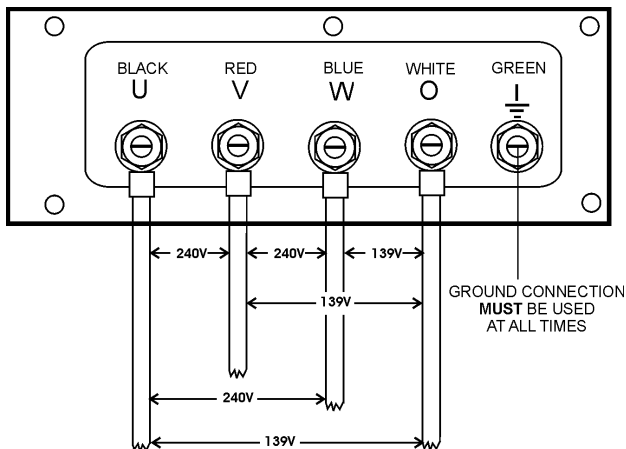 BLACK RED BLUE WHITE GREEN
U V W O
240V 240V 139V
139V
GROUND CONNECTION
MUST BE USED
AT ALL TIMES
240V
139V